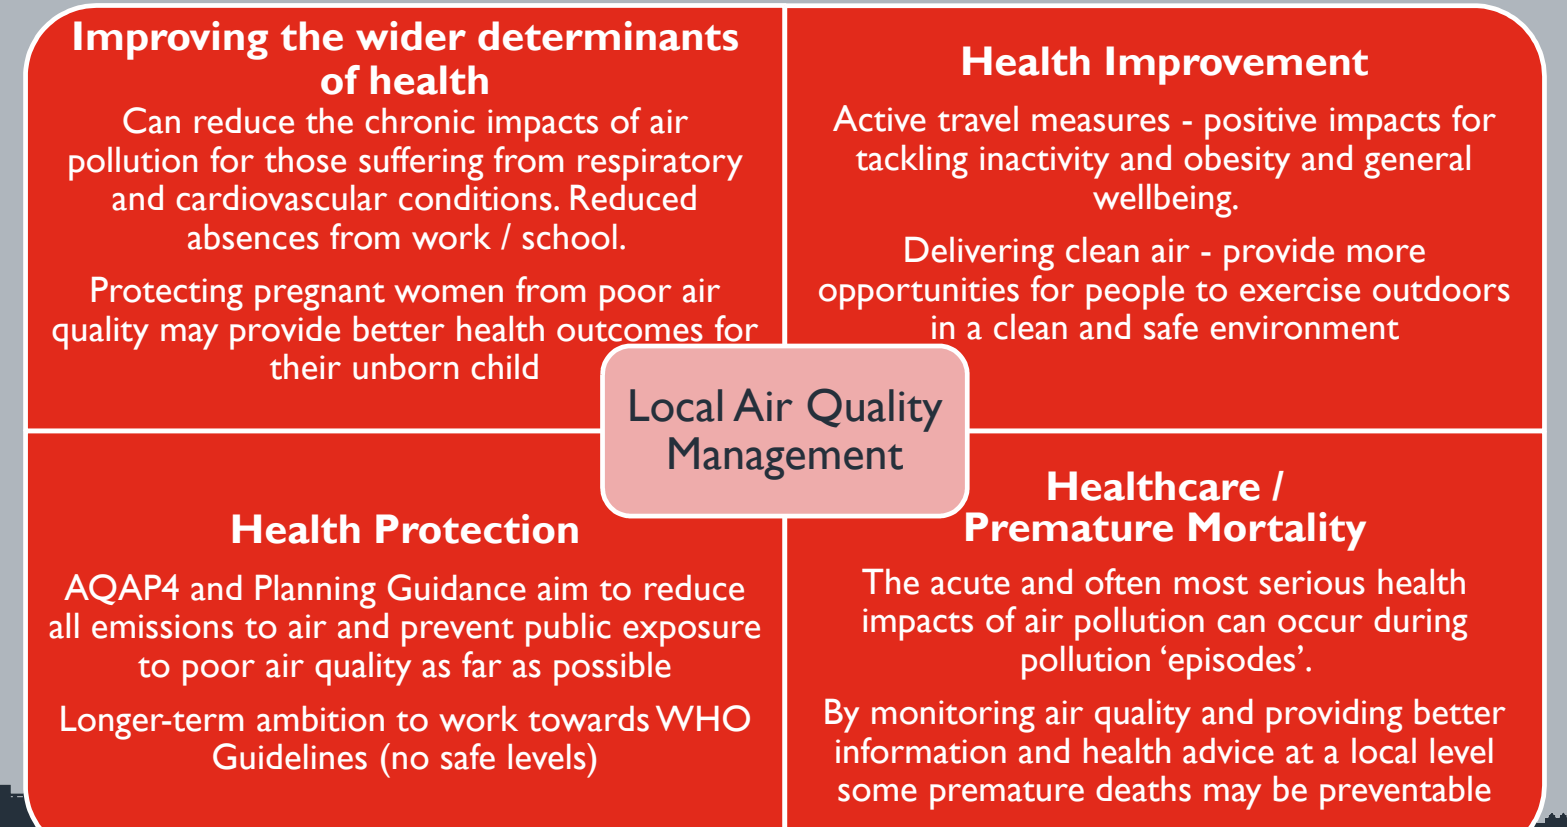 Improving the wider determinants
of health
Can reduce the chronic impacts of air
pollution for those suffering from respiratory
and cardiovascular conditions. Reduced
absences from work / school.
Protecting pregnant women from poor air
quality may provide better health outcomes for
their unborn child
Health Improvement
Active travel measures - positive impacts for
tackling inactivity and obesity and general
wellbeing.
Delivering clean air - provide more
opportunities for people to exercise outdoors
in a clean and safe environment
Local Air Quality
Management
Health Protection
AQAP4 and Planning Guidance aim to reduce
all emissions to air and prevent public exposure
to poor air quality as far as possible
Longer-term ambition to work towards WHO
Guidelines (no safe levels)
Healthcare /
Premature Mortality
The acute and often most serious health
impacts of air pollution can occur during
pollution ‘episodes’.
By monitoring air quality and providing better
information and health advice at a local level
some premature deaths may be preventable